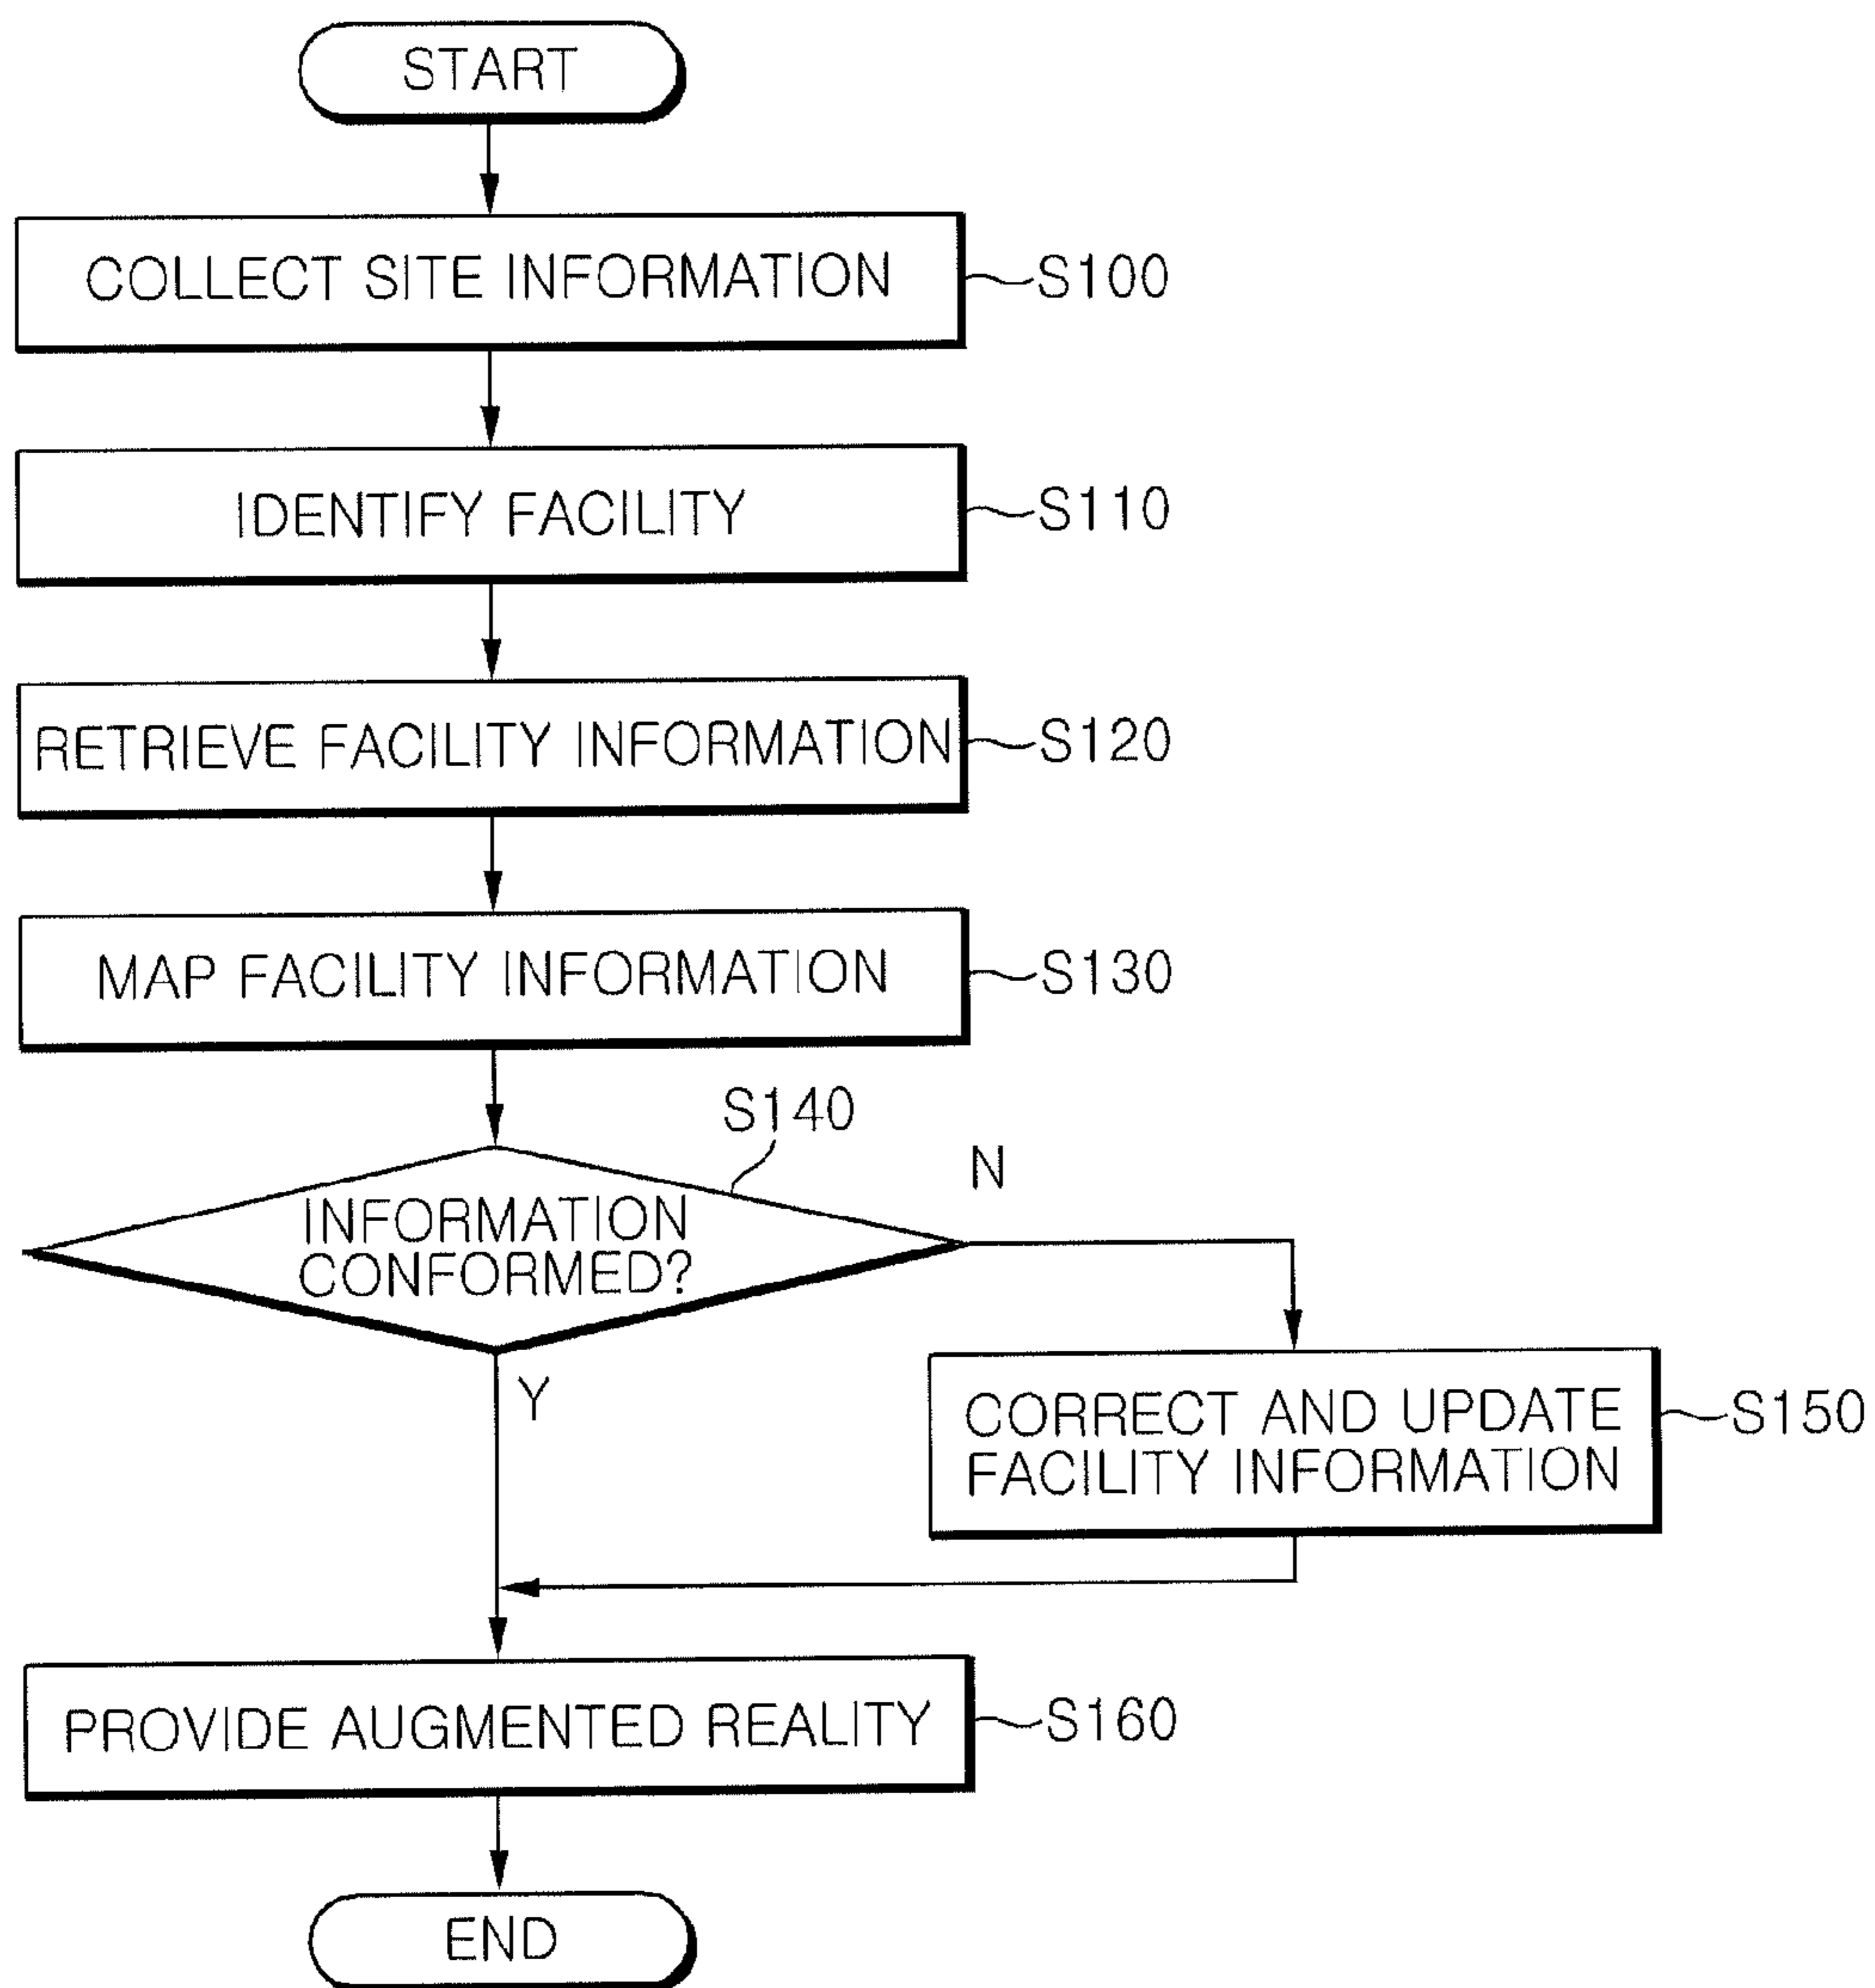 START
COLLECT SITE INFORMATION
S100
IDENTIFY FACILITY
S110
RETRIEVE FACILITY INFORMATION
S120
MAP FACILITY INFORMATION
S130
S140
N
INFORMATION
CONFORMED?
Y
CORRECT AND UPDATE
FACILITY INFORMATION
S150
PROVIDE AUGMENTED REALITY
S160
END